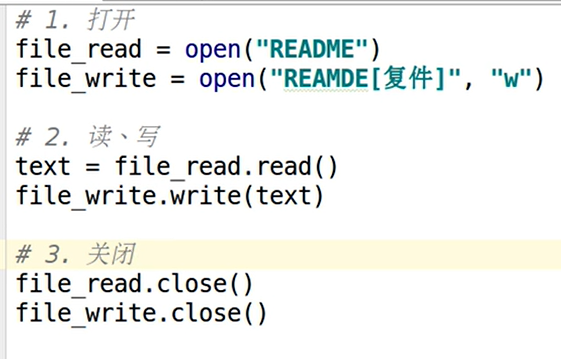 # 1. 打开
file_read = open("README")
file_write = open("REAMDE[复件]", "w")
# 2. 读、写
text = file_read.read()
file_write.write(text)
# 3. 关闭
file_read.close()
file_write.close()